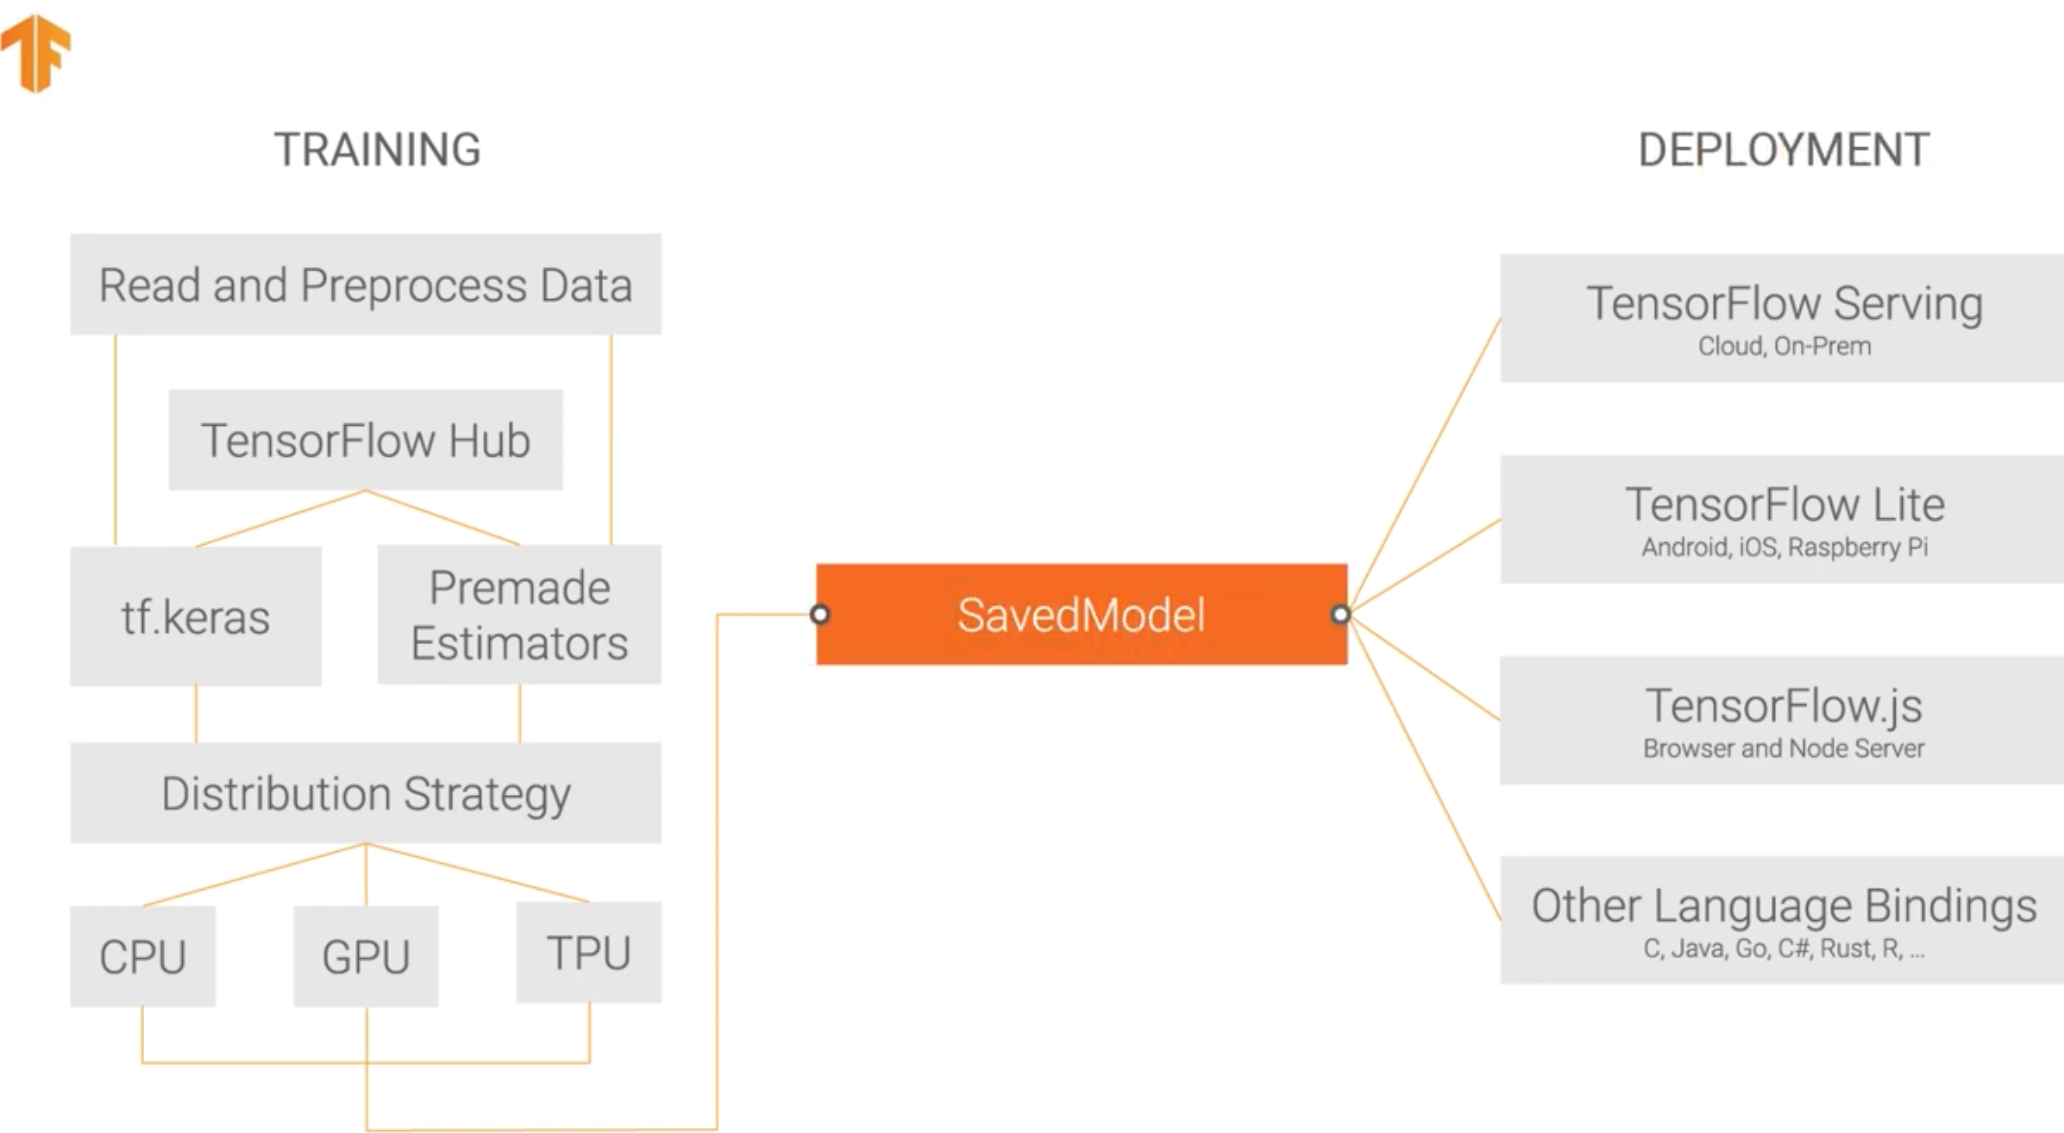 TRAINING
Read and Preprocess Data
TensorFlow Hub
tf.keras
Premade
Estimators
Distribution Strategy
CPU
GPU
TPU
SavedModel
DEPLOYMENT
TensorFlow Serving
Cloud, On-Prem
TensorFlow Lite
Android, iOS, Raspberry Pi
TensorFlow.js
Browser and Node Server
Other Language Bindings
C, Java, Go, C#, Rust, R, ...